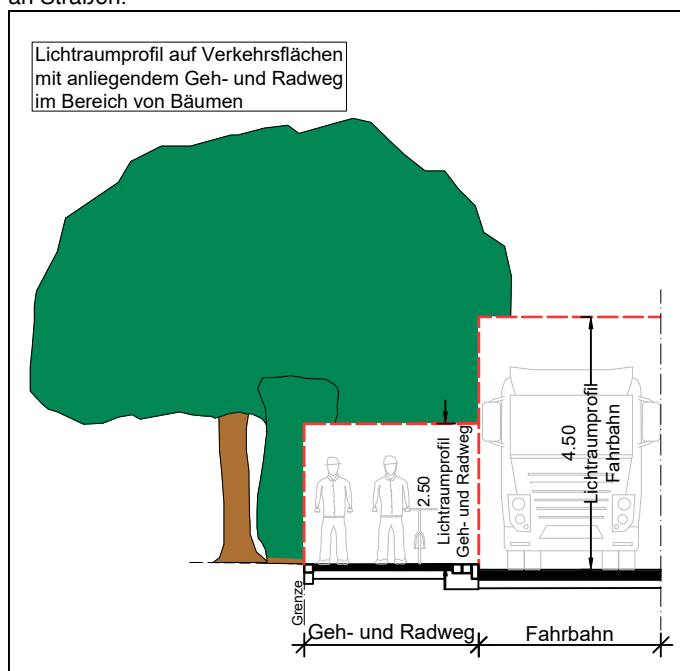 an Straßen.
Lichtraumprofil auf Verkehrsflächen
mit anliegendem Geh- und Radweg
im Bereich von Bäumen
2.50
Lichtraumprofil
Geh- und Radweg
4.50
Lichtraumprofil
Fahrbahn
Grenze
Geh- und Radweg
Fahrbahn